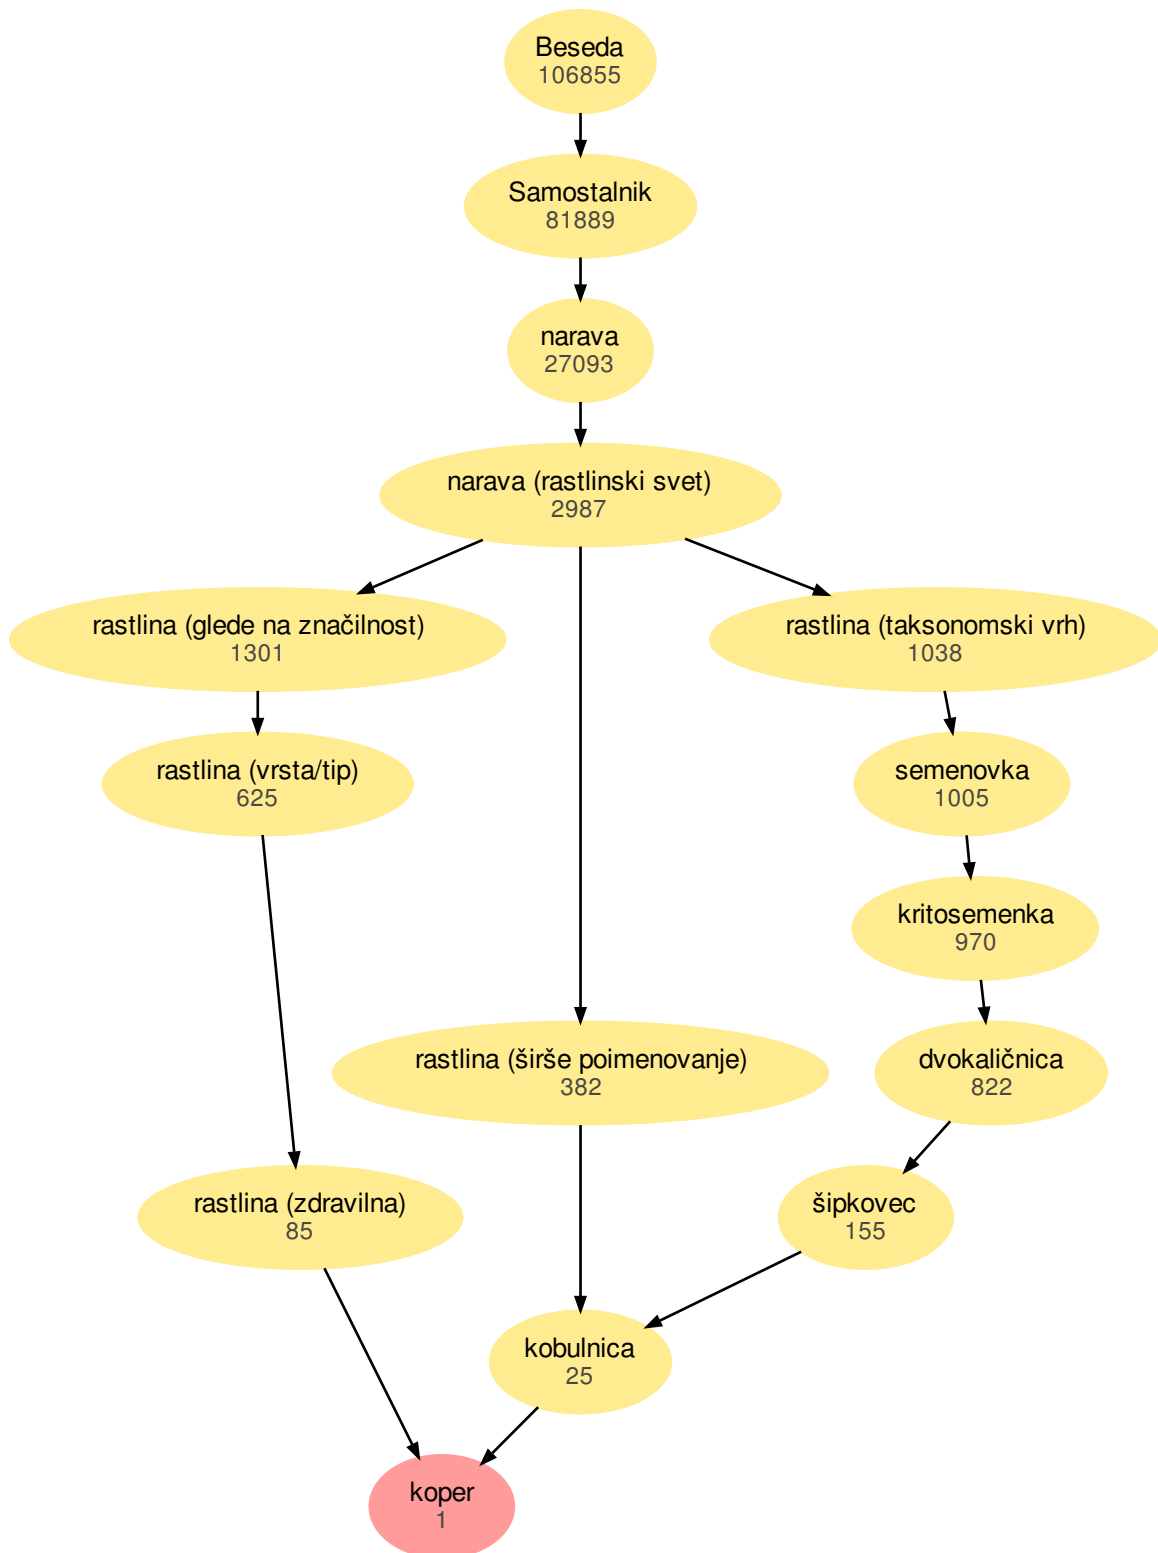 Beseda
106855
Samostalnik
81889
narava
27093
narava (rastlinski svet)
2987
rastlina (glede na značilnost)
1301
rastlina (taksonomski vrh)
1038
rastlina (vrsta/tip)
625
semenovka
1005
kritosemenka
970
rastlina (širše poimenovanje)
382
dvokaličnica
822
rastlina (zdravilna)
85
šipkovec
155
kobulnica
25
koper
1